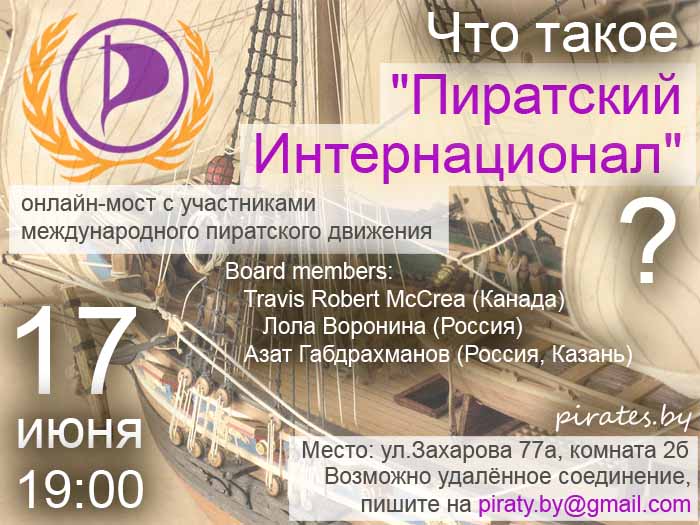 Что такое
"Пиратский
Интернационал"
?
онлайн-мост с участниками
международного пиратского движения
Board members:
Travis Robert McCrea (Канада)
Лола Воронина (Россия)
Азат Габдрахманов (Россия, Казань)
17
июня
19:00
pirates.by
Место: ул.Захарова 77а, комната 2б
Возможно удалённое соединение,
пишите на piraty.by@gmail.com